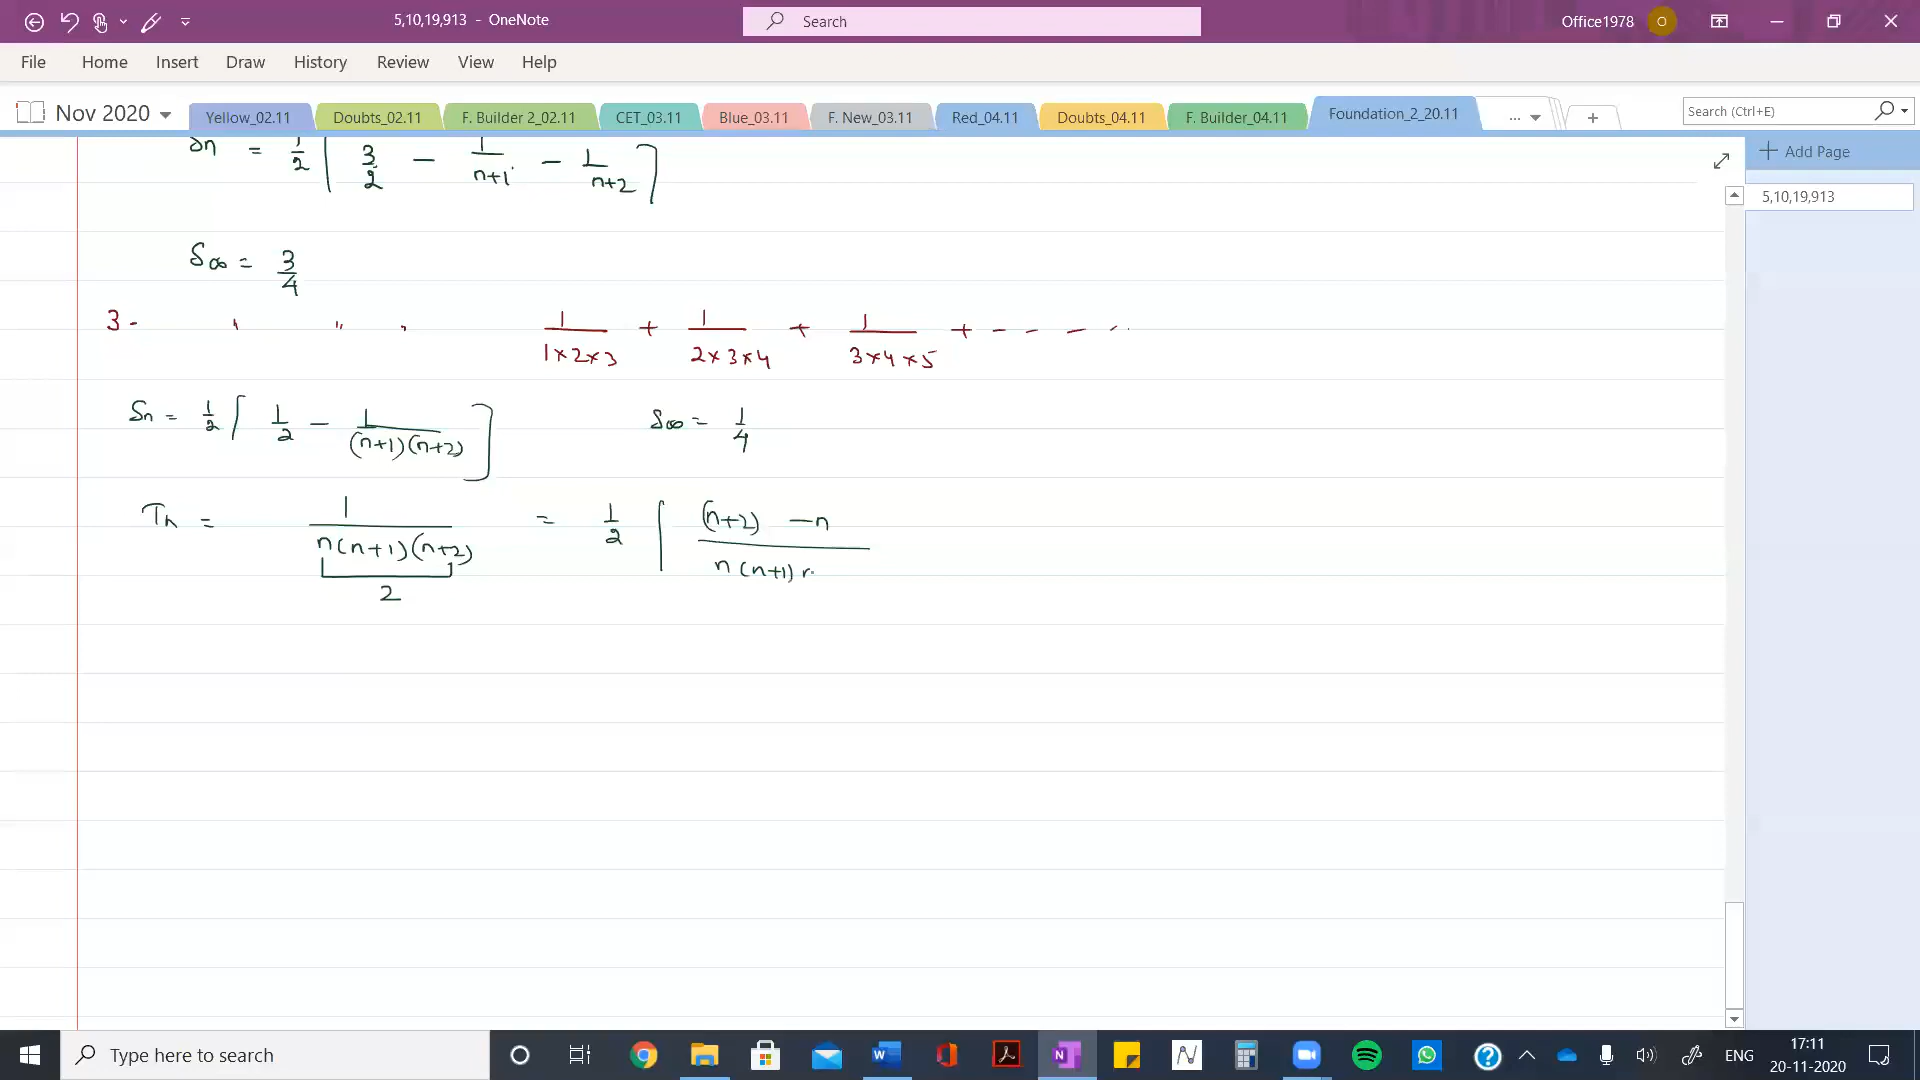 5,10,19,913 - OneNote
Search
Office1978
O
File Home Insert Draw History Review View Help
Nov 2020
Yellow_02.11 Doubts_02.11 F. Builder 2_02.11 CET_03.11 Blue_03.11 F. New_03.11 Red_04.11 Doubts_04.11 F. Builder_04.11 Foundation_2_20.11 ... +
Search (Ctrl+E)
+ Add Page
5,10,19,913
Sn = 1/2 [ 3/2 - 1/(n+1) - 1/(n+2) ]
S∞ = 3/4
3 - " " " 1/(1×2×3) + 1/(2×3×4) + 1/(3×4×5) + - - - -
Sn = 1/2 [ 1/2 - 1/((n+1)(n+2)) ] S∞ = 1/4
Tn = 1/(n(n+1)(n+2)) = 1/2 [ ((n+2) - n)/(n(n+1)
2
Type here to search
ENG
17:11
20-11-2020